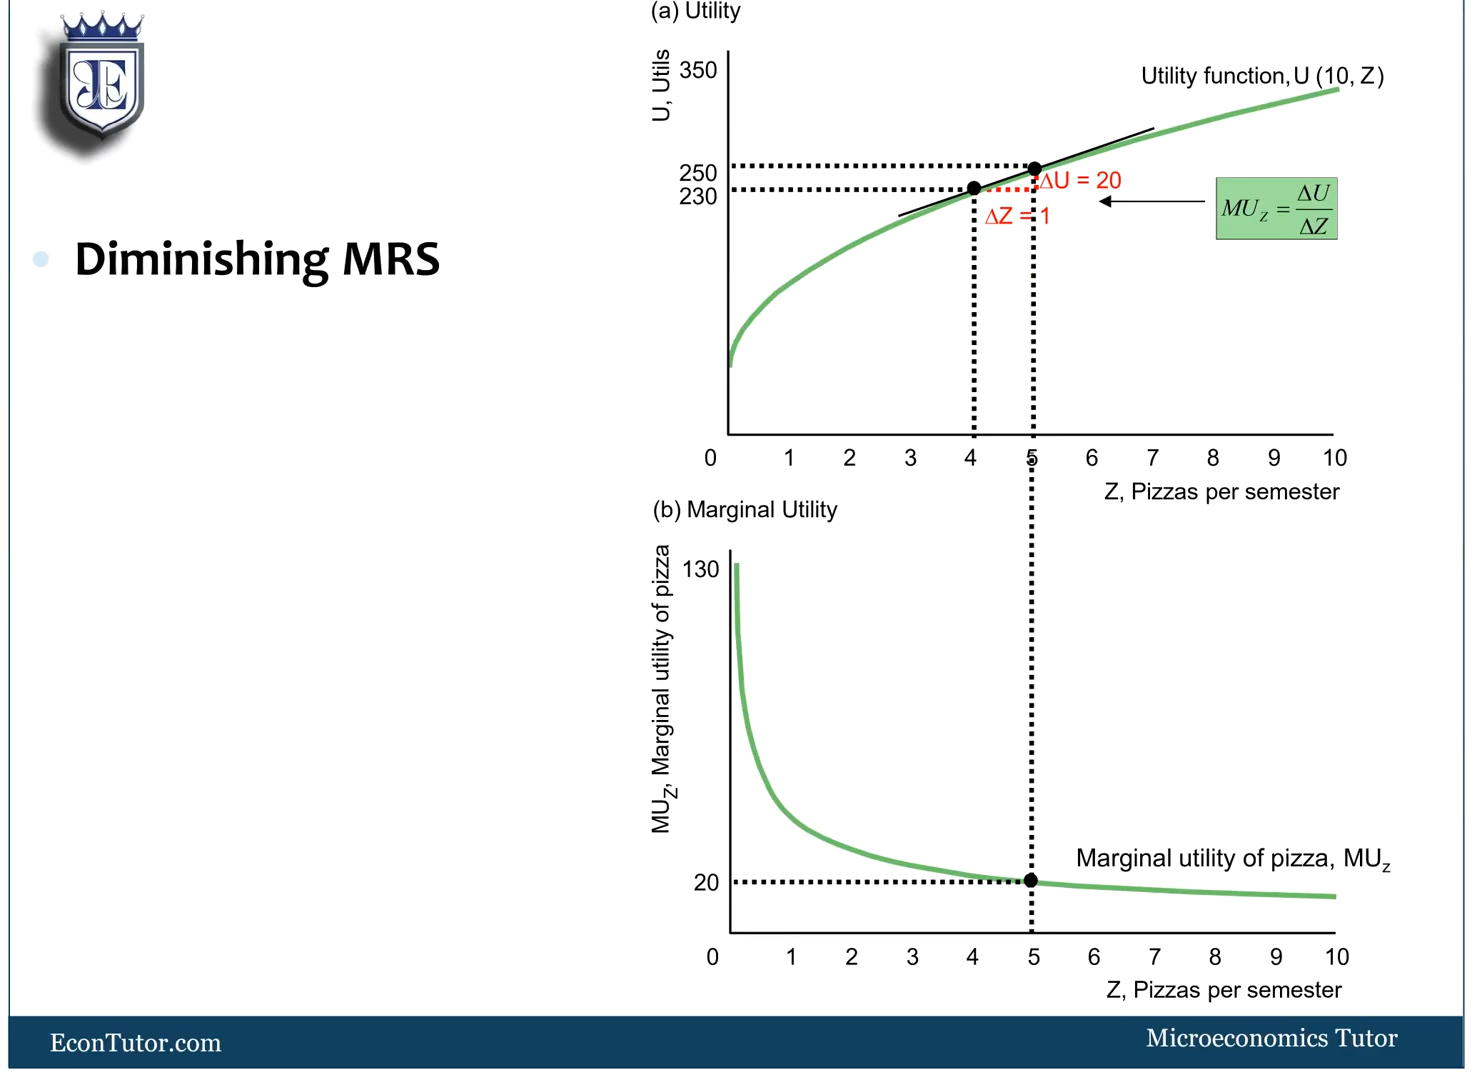 (a) Utility
U, Utils
350
250
230
Utility function, U (10, Z)
ΔU = 20
ΔZ = 1
MU_Z = ΔU/ΔZ
Diminishing MRS
0 1 2 3 4 5 6 7 8 9 10
Z, Pizzas per semester
(b) Marginal Utility
MU_Z, Marginal utility of pizza
130
20
Marginal utility of pizza, MU_z
0 1 2 3 4 5 6 7 8 9 10
Z, Pizzas per semester
EconTutor.com
Microeconomics Tutor
E